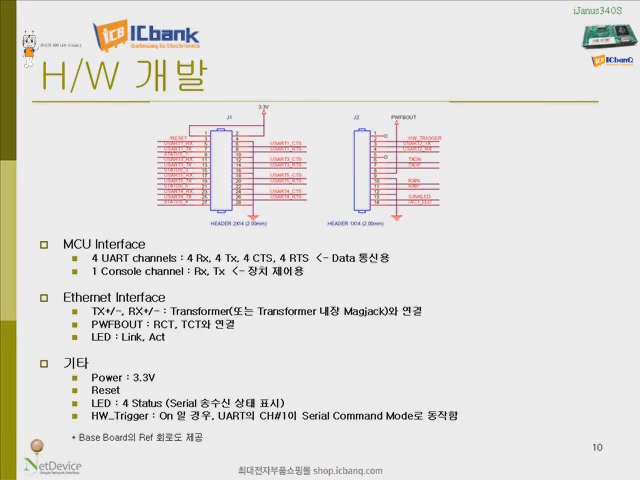 iJanus340S
ICbank
Gateway to Electronics
ICbanQ
H/W 개발
3.3V
J1
J2
PWFBOUT
/RESET
HW_TRIGGER
HEADER 2X14 (2.00mm)
HEADER 1X14 (2.00mm)
MCU Interface
4 UART channels : 4 Rx, 4 Tx, 4 CTS, 4 RTS <- Data 통신용
1 Console channel : Rx, Tx <- 장치 제어용
Ethernet Interface
TX+/-, RX+/- : Transformer(또는 Transformer 내장 Magjack)와 연결
PWFBOUT : RCT, TCT와 연결
LED : Link, Act
기타
Power : 3.3V
Reset
LED : 4 Status (Serial 송수신 상태 표시)
HW_Trigger : On 일 경우, UART의 CH#1이 Serial Command Mode로 동작함
* Base Board의 Ref 회로도 제공
10
NetDevice
Simple Network Interface
최대전자부품쇼핑몰 shop.icbanq.com